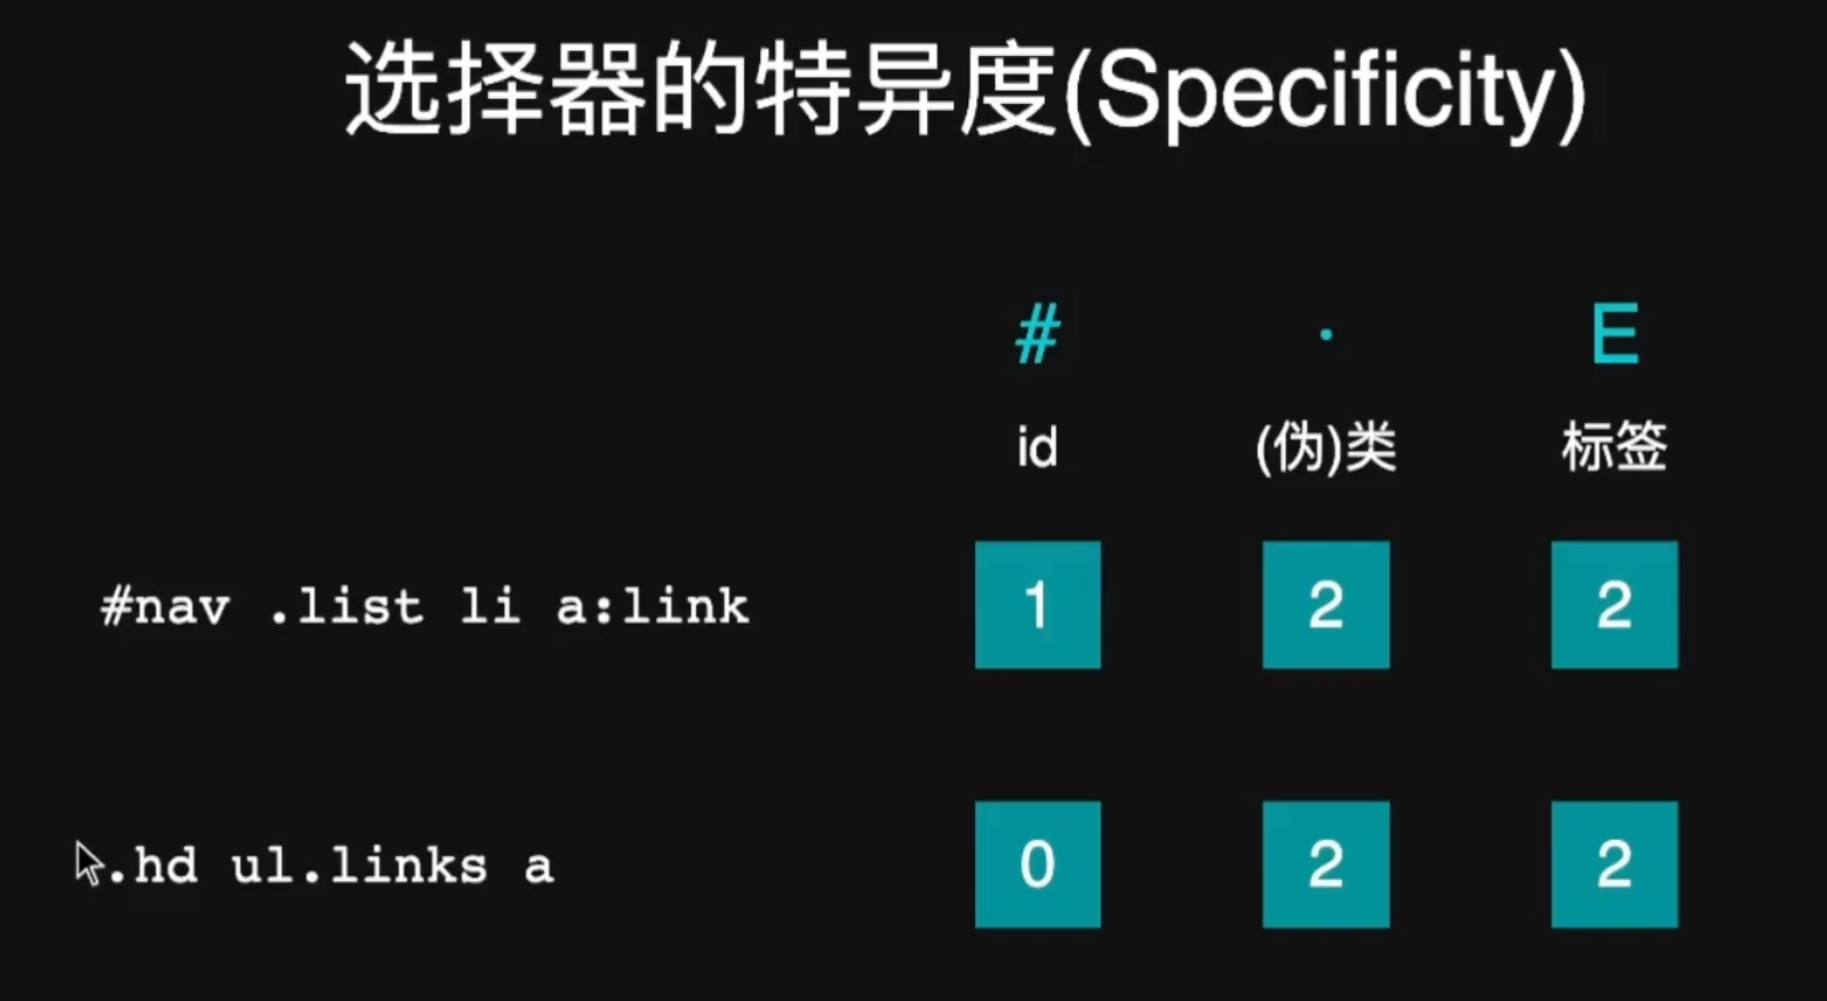 选择器的特异度(Specificity)
# · E
id (伪)类 标签
#nav .list li a:link 1 2 2
.hd ul.links a 0 2 2